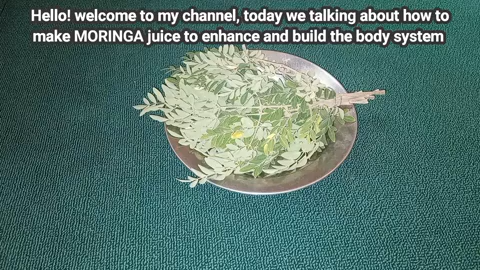 Hello! welcome to my channel, today we talking about how to
make MORINGA juice to enhance and build the body system